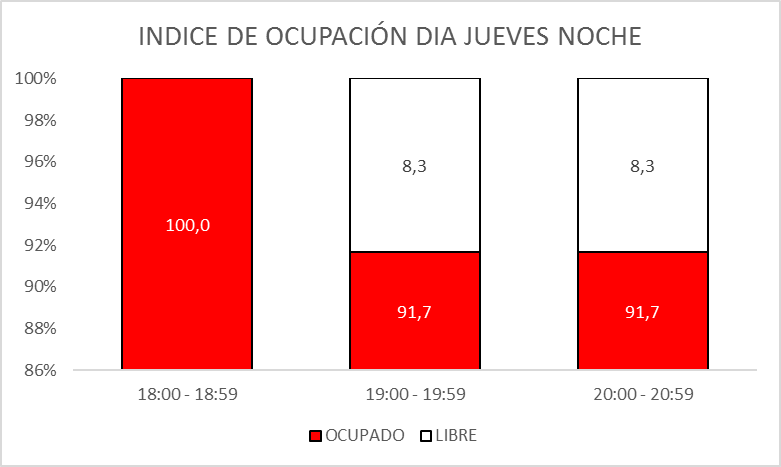 INDICE DE OCUPACIÓN DIA JUEVES NOCHE
100%
98%
96%
94%
92%
90%
88%
86%
100,0
8,3
8,3
91,7
91,7
18:00 - 18:59
19:00 - 19:59
20:00 - 20:59
OCUPADO
LIBRE